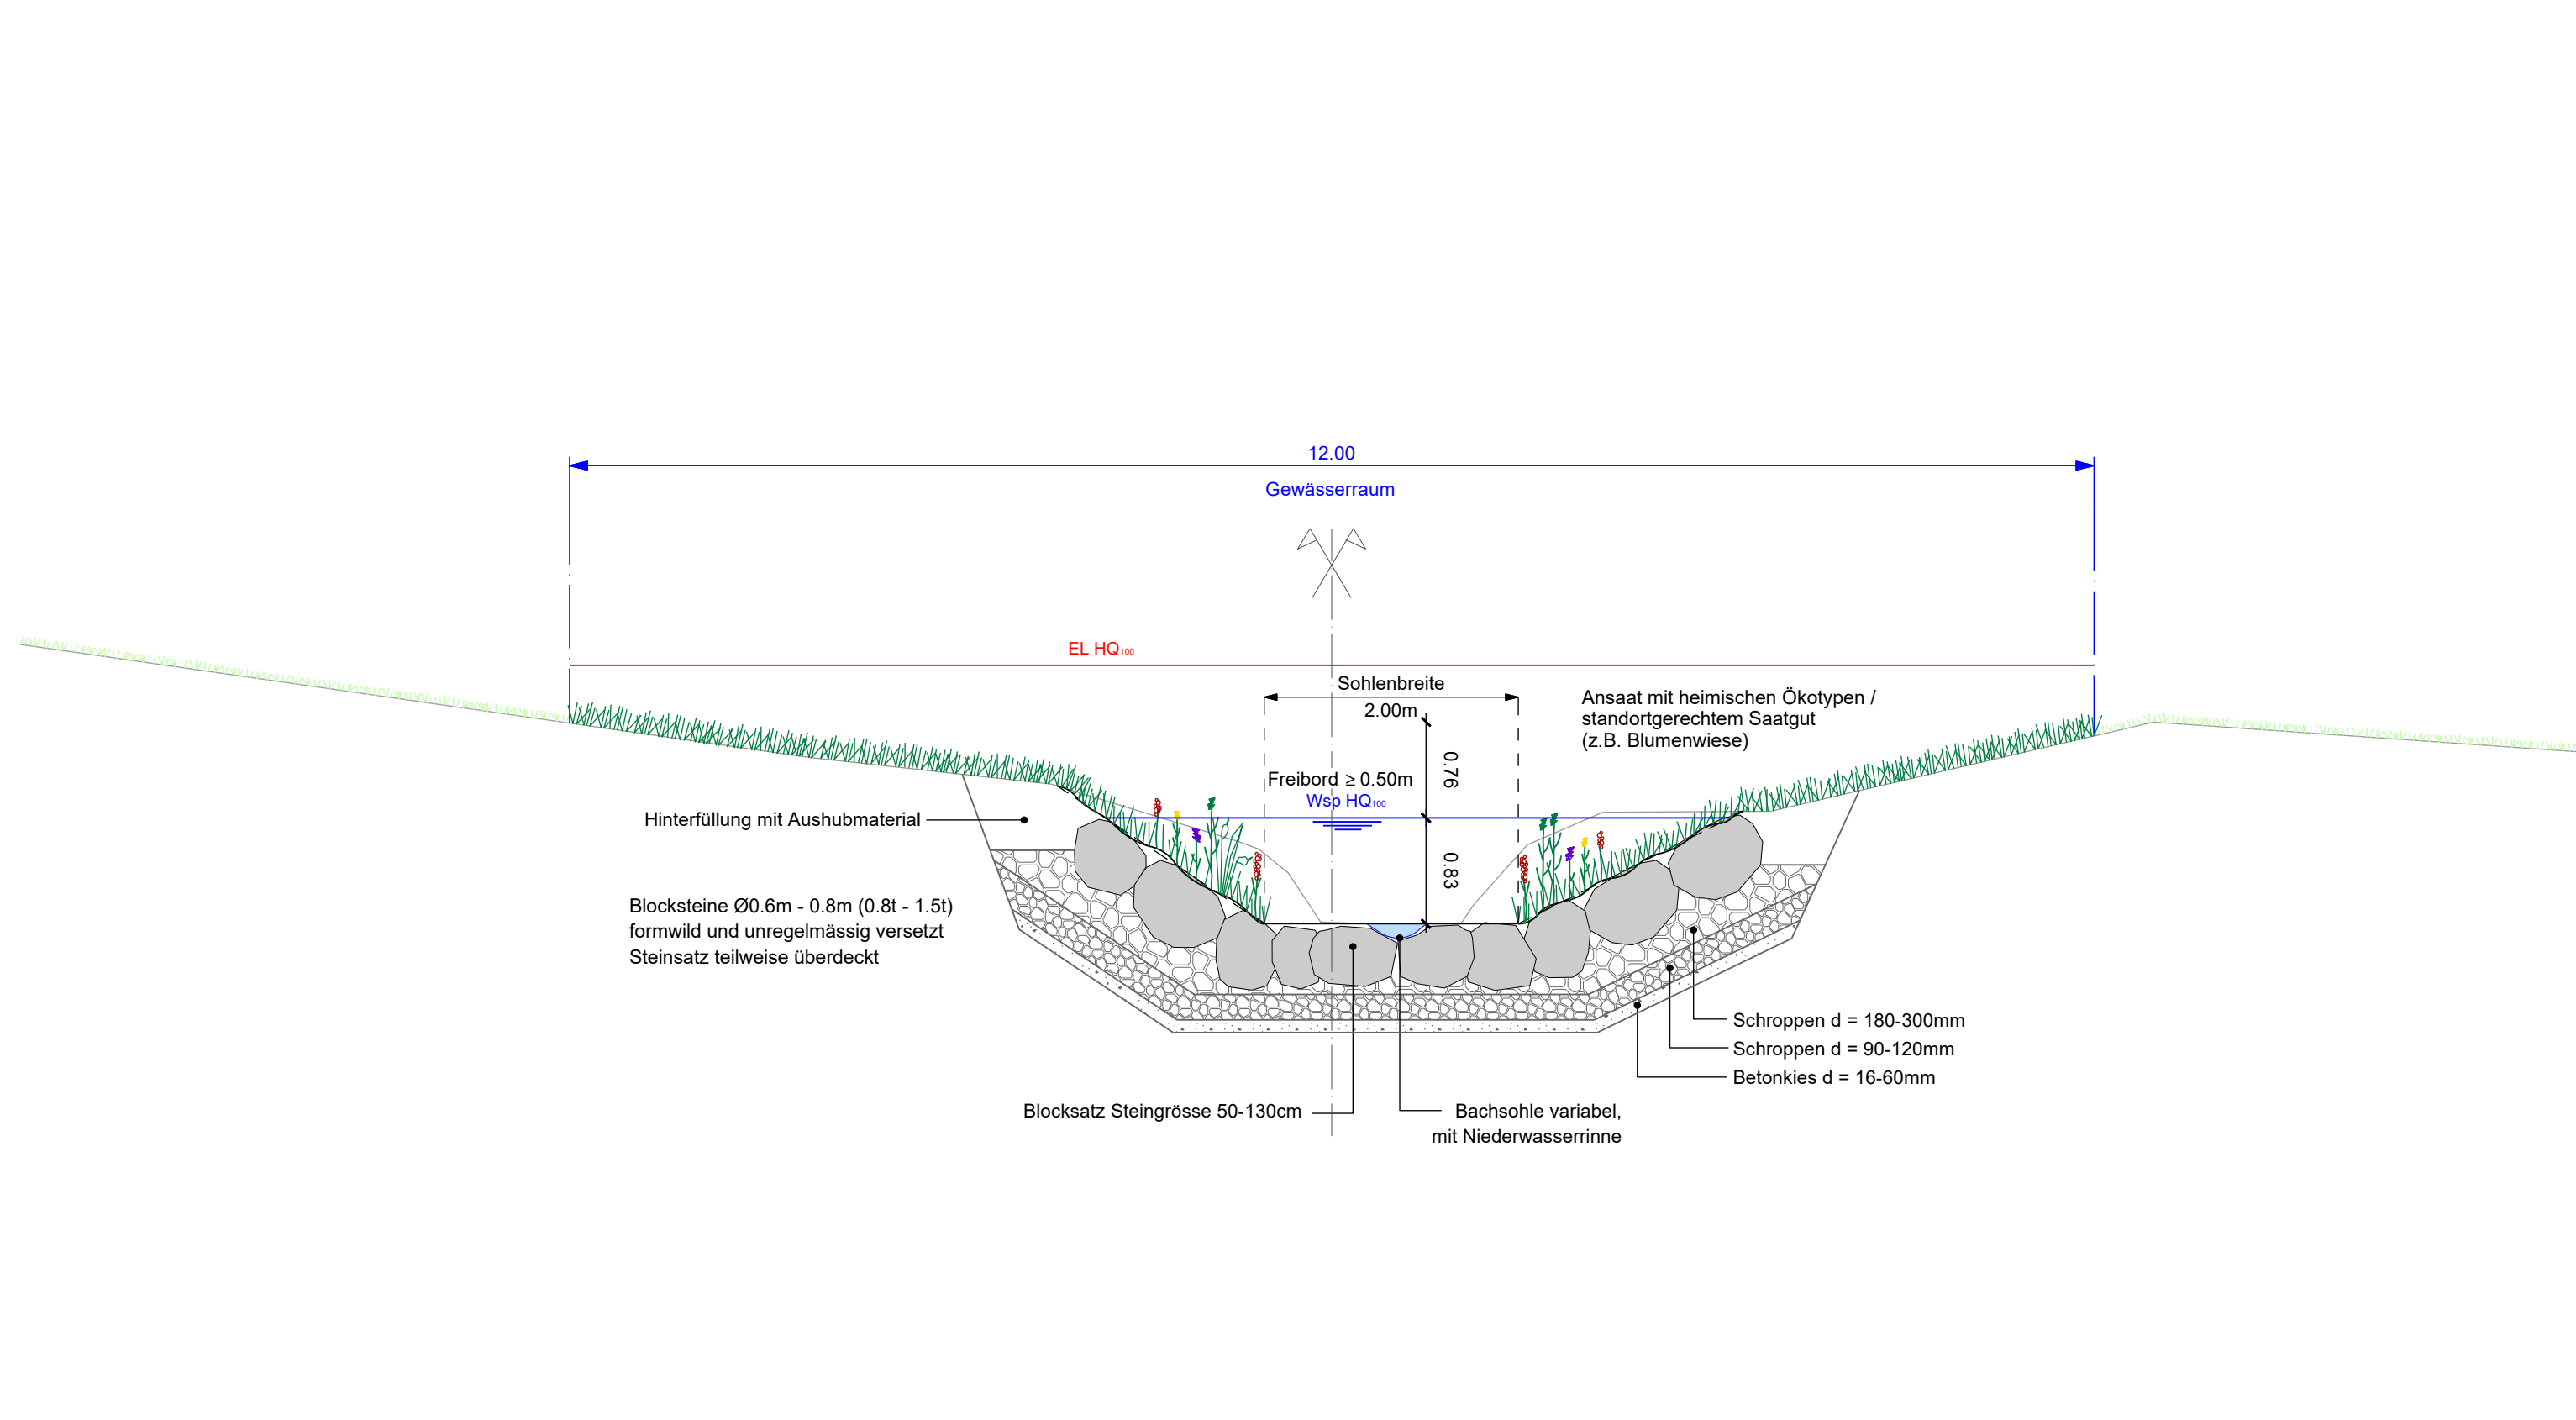 12.00
Gewässerraum
EL HQ100
Sohlenbreite
2.00m
Ansaat mit heimischen Ökotypen /
standortgerechtem Saatgut
(z.B. Blumenwiese)
0.76
Freibord ≥ 0.50m
Wsp HQ100
Hinterfüllung mit Aushubmaterial
0.83
Blocksteine Ø0.6m - 0.8m (0.8t - 1.5t)
formwild und unregelmässig versetzt
Steinsatz teilweise überdeckt
Schroppen d = 180-300mm
Schroppen d = 90-120mm
Betonkies d = 16-60mm
Blocksatz Steingrösse 50-130cm
Bachsohle variabel,
mit Niederwasserrinne